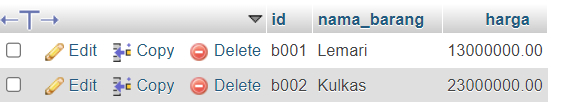 id nama_barang harga
Edit Copy Delete b001 Lemari 13000000.00
Edit Copy Delete b002 Kulkas 23000000.00